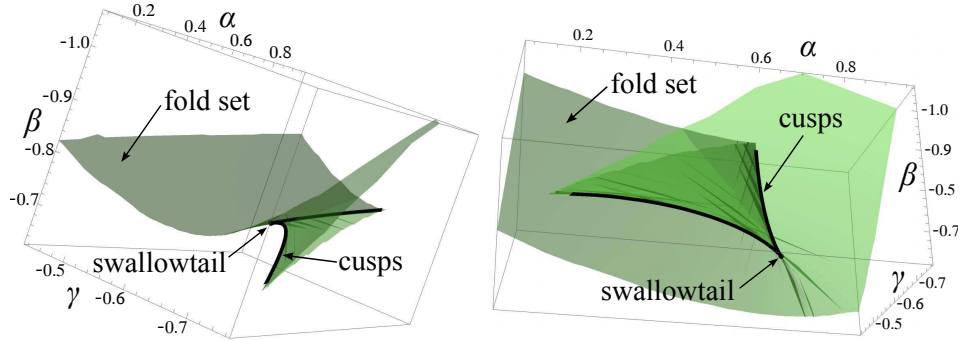 0.2
α
0.4
0.6
0.8
-1.0
-0.9
β
-0.8
-0.7
fold set
swallowtail
cusps
-0.5
γ
-0.6
-0.7
0.2
0.4
0.6
α
0.8
fold set
cusps
-1.0
-0.9
β
-0.5
-0.7
swallowtail
γ
-0.7
-0.6
-0.5